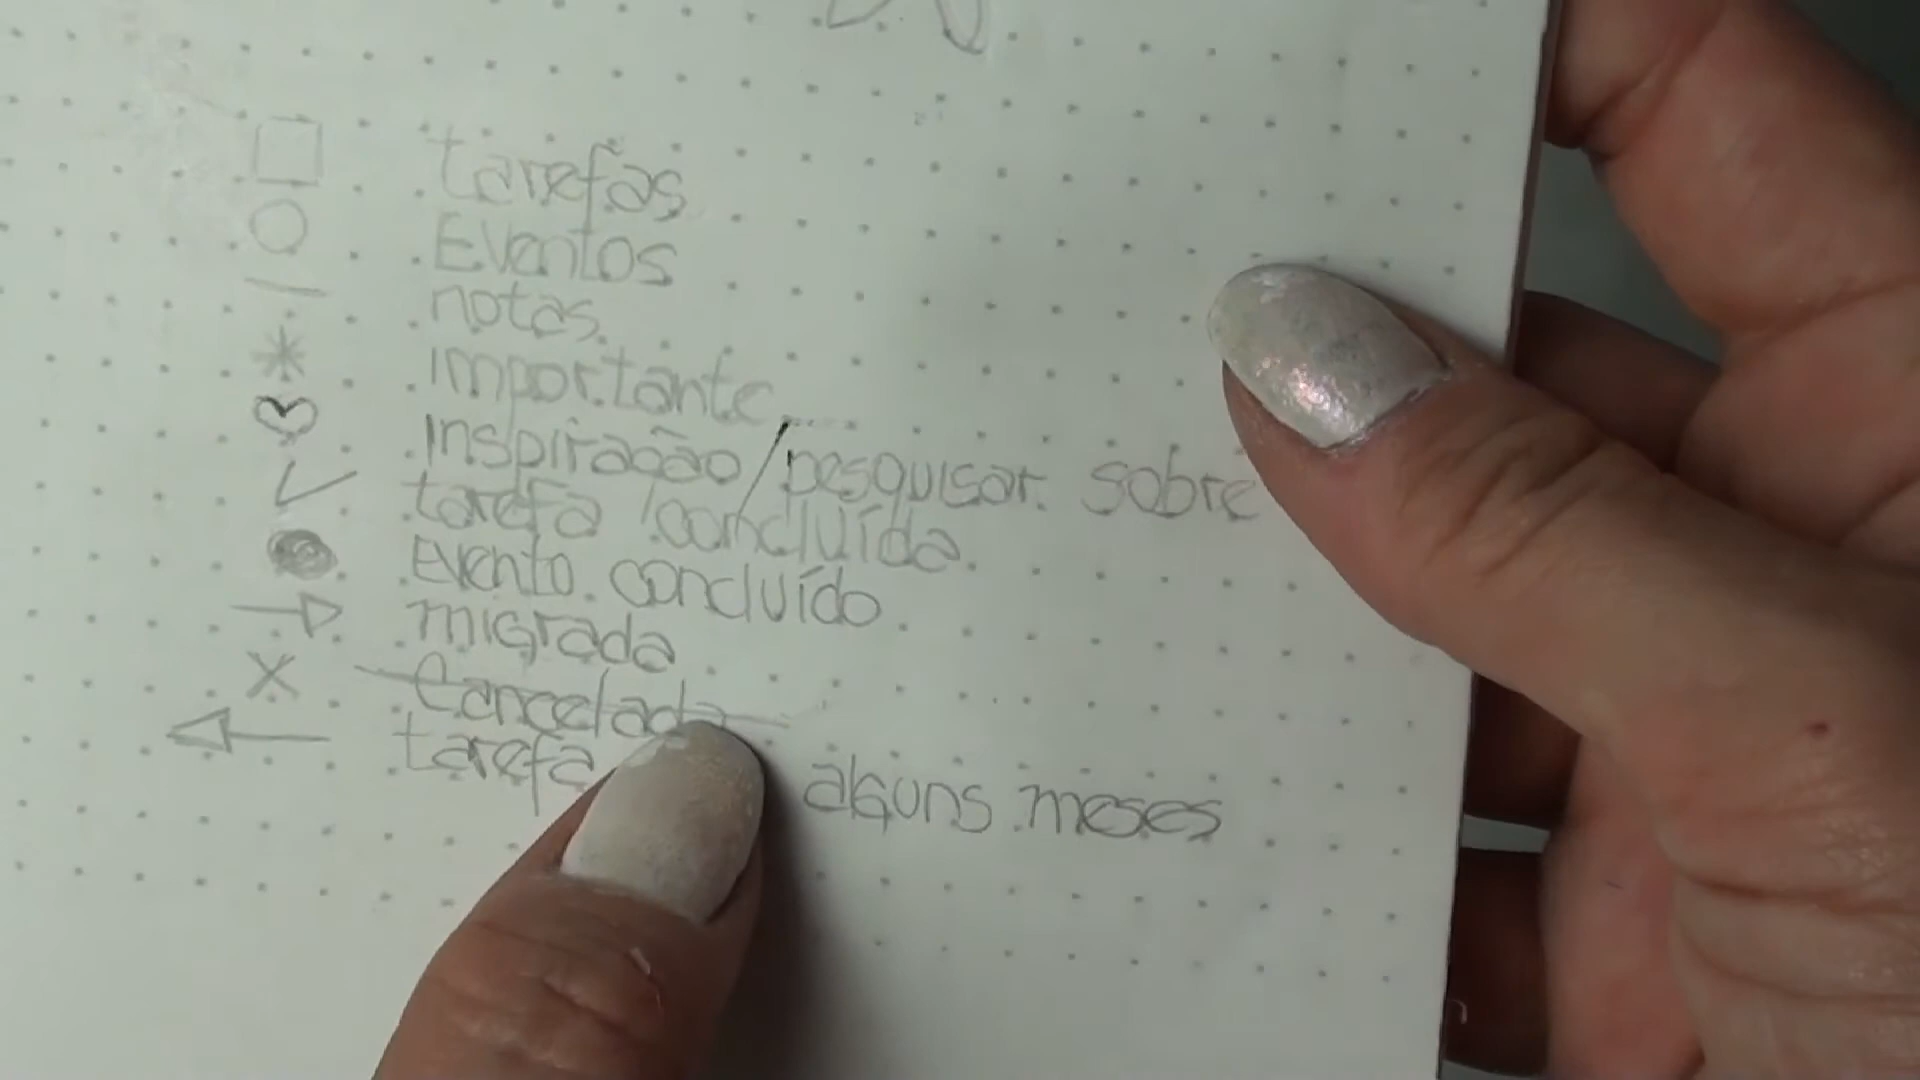 tarefas
Eventos
notas
importante
inspiração/pesquisar sobre
tarefa concluída
Evento concluído
migrada
Cancelada
tarefa alguns meses